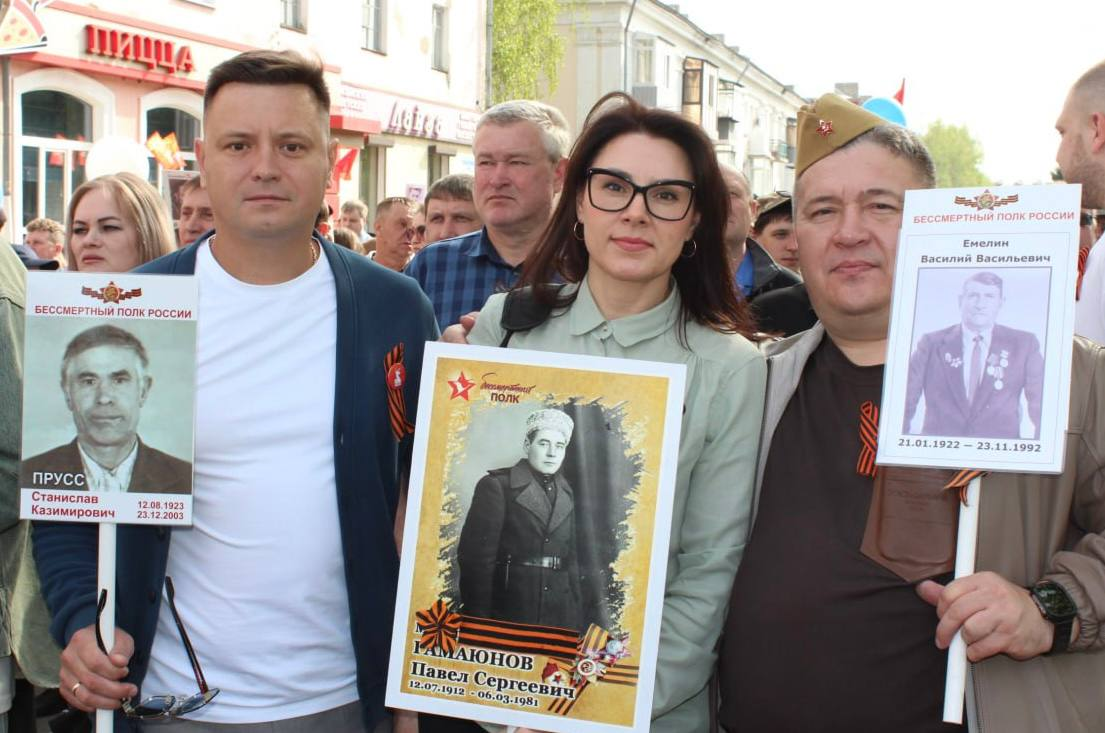 ПИЦЦА
БЕССМЕРТНЫЙ ПОЛК РОССИИ
ПРУСС
Станислав
Казимирович
12.08.1923
23.12.2003
бессмертный
ПОЛК
Павел Сергеевич
12.07.1912 - 06.03.1981
БЕССМЕРТНЫЙ ПОЛК РОССИИ
Емелин
Василий Васильевич
21.01.1922 — 23.11.1992